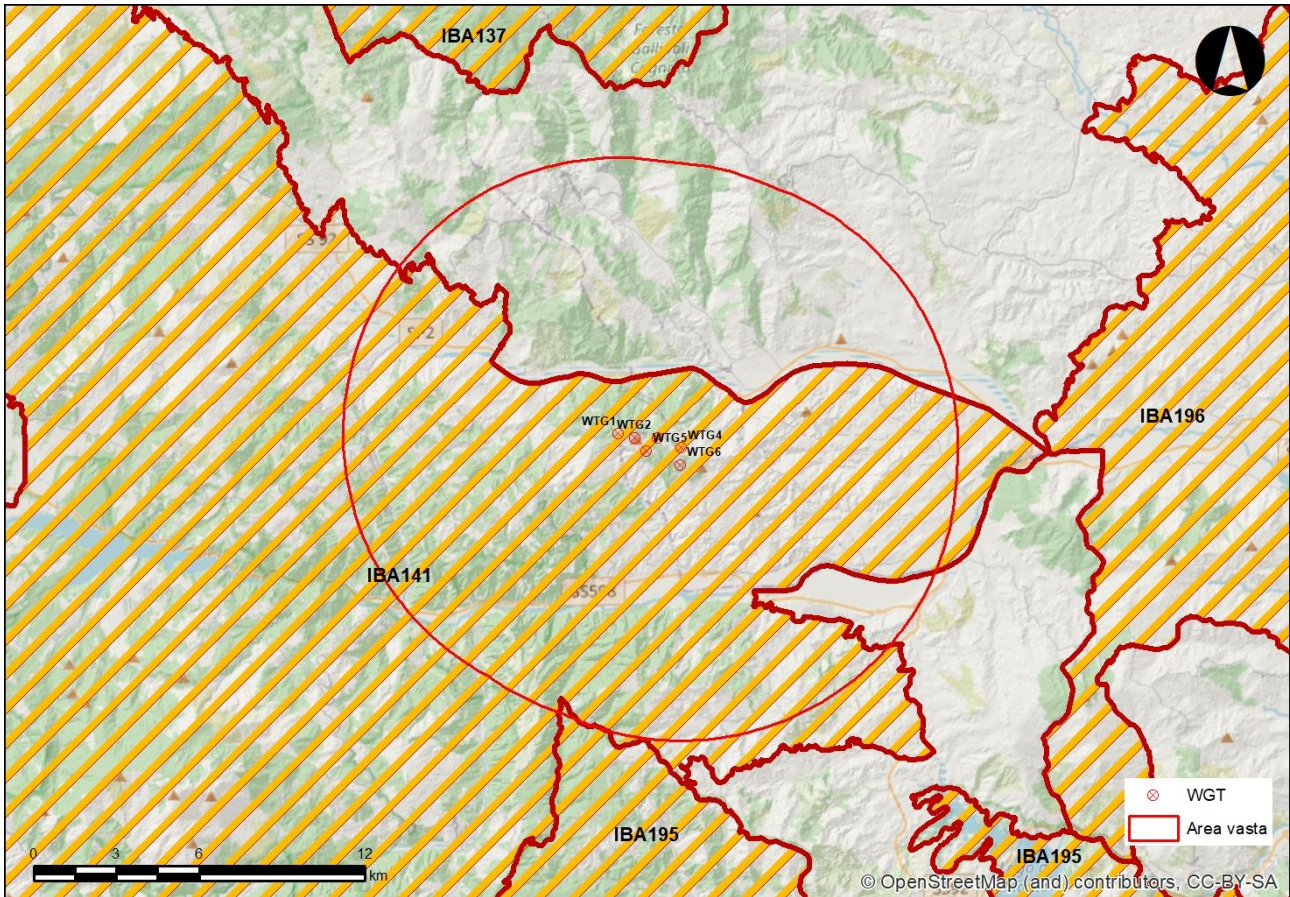 IBA137
IBA196
WTG1
WTG2
WTG5
WTG4
WTG6
IBA141
IBA195
IBA195
WGT
Area vasta
0 3 6 12
km
© OpenStreetMap (and) contributors, CC-BY-SA